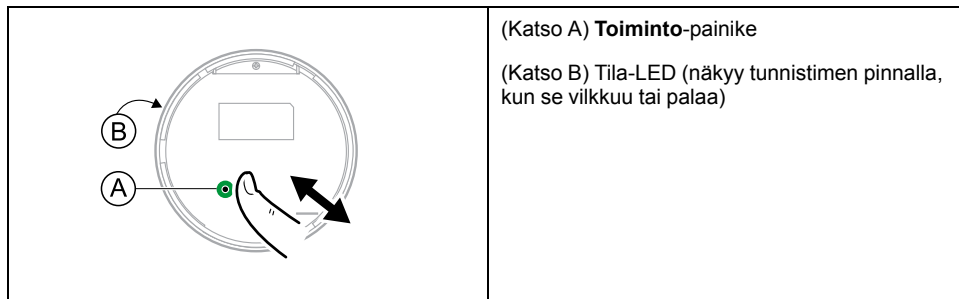 (Katso A) Toiminto-painike
(Katso B) Tila-LED (näkyy tunnistimen pinnalla,
kun se vilkkuu tai palaa)
B
A